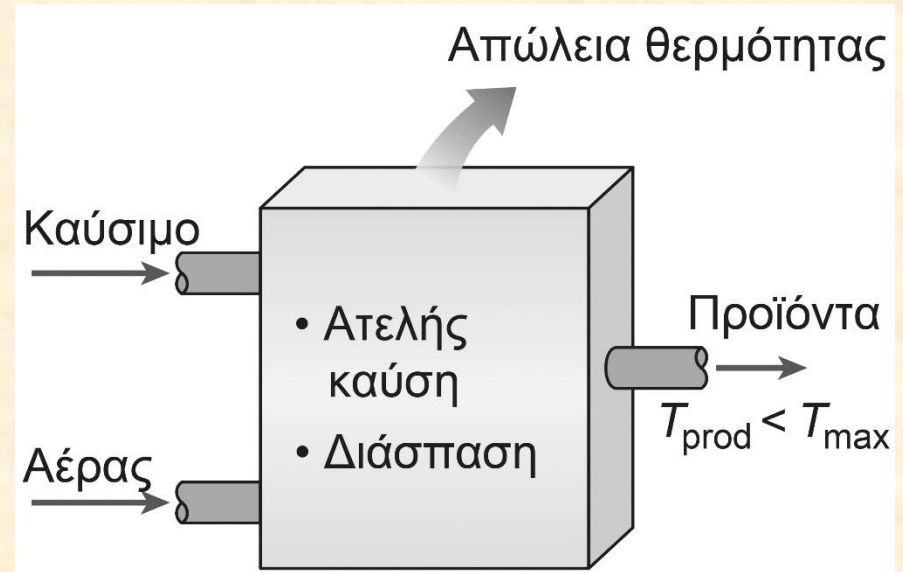 Απώλεια θερμότητας
Καύσιμο
• Ατελής
καύση
• Διάσπαση
Αέρας
Προϊόντα
Tprod < Tmax